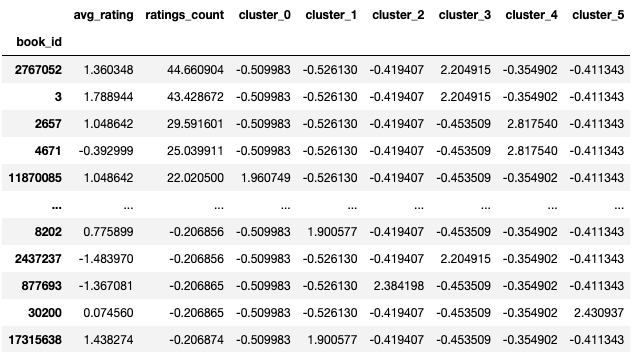 avg_rating ratings_count cluster_0 cluster_1 cluster_2 cluster_3 cluster_4 cluster_5
book_id
2767052 1.360348 44.660904 -0.509983 -0.526130 -0.419407 2.204915 -0.354902 -0.411343
3 1.788944 43.428672 -0.509983 -0.526130 -0.419407 2.204915 -0.354902 -0.411343
2657 1.048642 29.591601 -0.509983 -0.526130 -0.419407 -0.453509 2.817540 -0.411343
4671 -0.392999 25.039911 -0.509983 -0.526130 -0.419407 -0.453509 2.817540 -0.411343
11870085 1.048642 22.020500 1.960749 -0.526130 -0.419407 -0.453509 -0.354902 -0.411343
... ... ... ... ... ... ... ... ...
8202 0.775899 -0.206856 -0.509983 1.900577 -0.419407 -0.453509 -0.354902 -0.411343
2437237 -1.483970 -0.206856 -0.509983 -0.526130 -0.419407 2.204915 -0.354902 -0.411343
877693 -1.367081 -0.206865 -0.509983 -0.526130 2.384198 -0.453509 -0.354902 -0.411343
30200 0.074560 -0.206865 -0.509983 -0.526130 -0.419407 -0.453509 -0.354902 2.430937
17315638 1.438274 -0.206874 -0.509983 1.900577 -0.419407 -0.453509 -0.354902 -0.411343